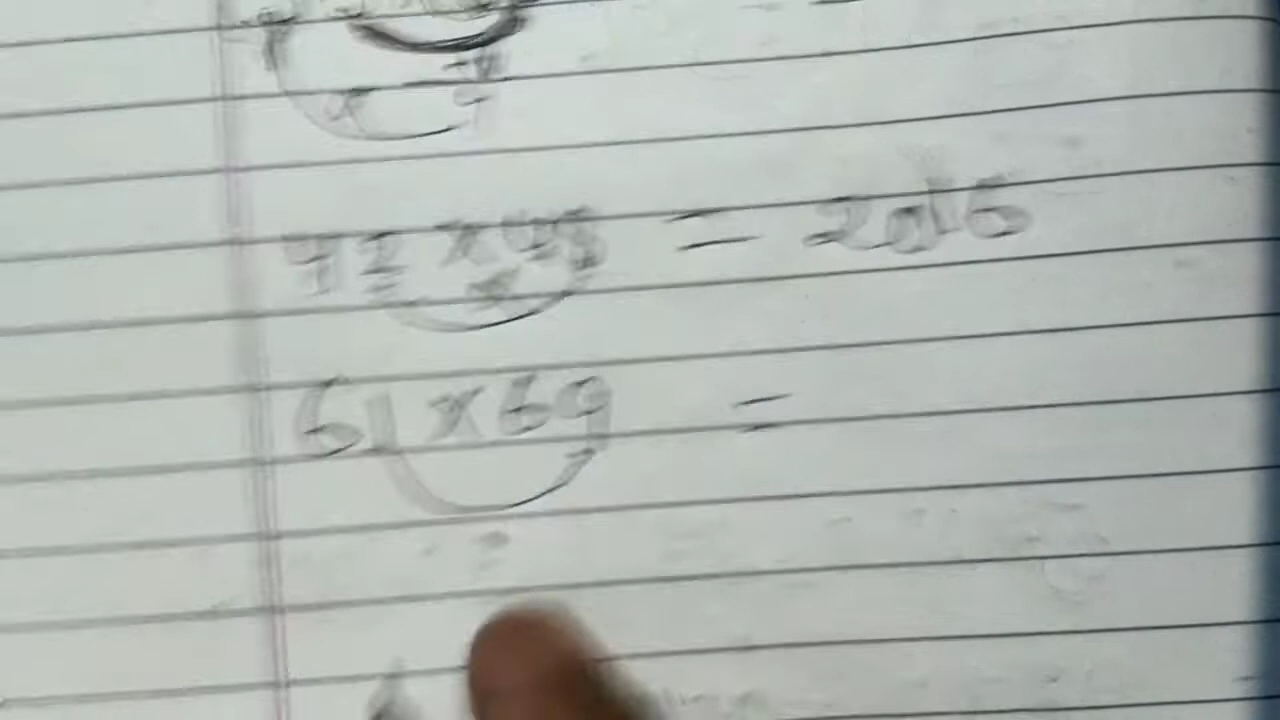 42 x 48 = 2016
61 x 69 =